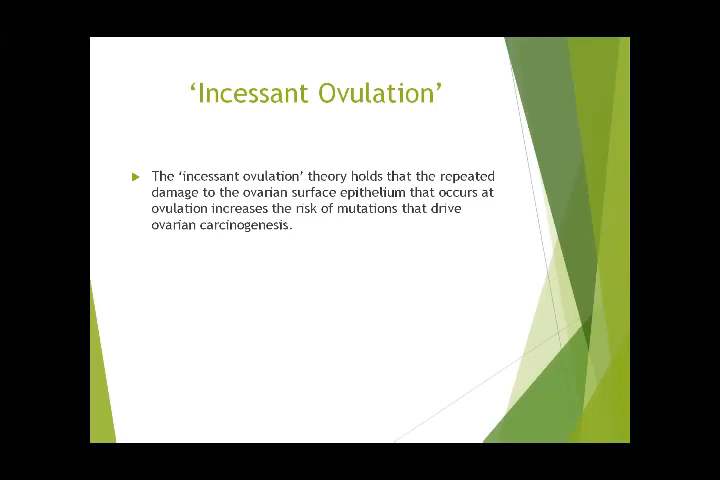 ‘Incessant Ovulation’
The ‘incessant ovulation’ theory holds that the repeated
damage to the ovarian surface epithelium that occurs at
ovulation increases the risk of mutations that drive
ovarian carcinogenesis.